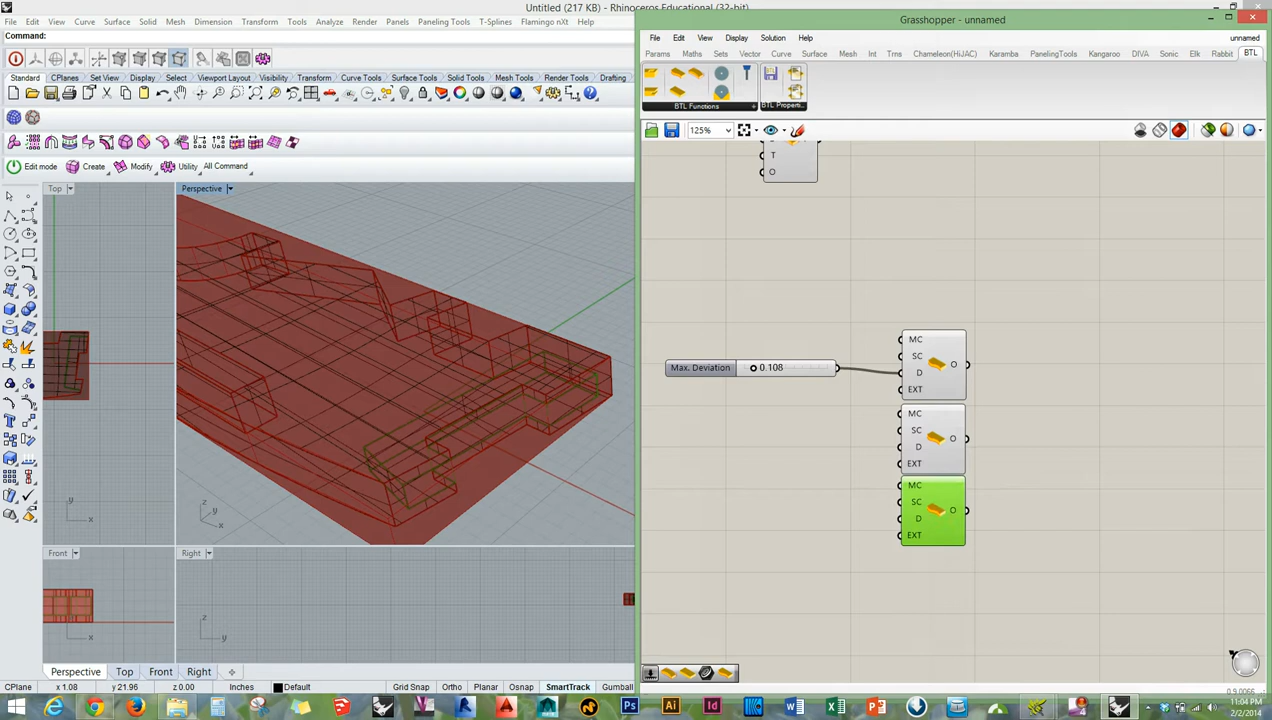 Untitled (217 KB) - Rhinoceros Educational (32-bit)
File Edit View Curve Surface Solid Mesh Dimension Transform Tools Analyze Render Panels Paneling Tools T-Splines Flamingo nXt Help
Command:
Standard CPlanes Set View Display Select Viewport Layout Visibility Transform Curve Tools Surface Tools Solid Tools Mesh Tools Render Tools Drafting
Edit mode Create Modify Utility All Command
Top
Perspective
Front
Right
y
x
z
x
y
z
x
z
y
Perspective Top Front Right
CPlane x 1.08 y 21.96 z 0.00 Inches Default Grid Snap Ortho Planar Osnap SmartTrack Gumball
Grasshopper - unnamed
File Edit View Display Solution Help unnamed
Params Maths Sets Vector Curve Surface Mesh Int Trns Chameleon(HiJAC) Karamba PanelingTools Kangaroo DIVA Sonic Elk Rabbit BTL
BTL Functions BTL Properti...
125%
T
O
Max. Deviation 0.108
MC
SC
D
EXT
O
MC
SC
D
EXT
O
MC
SC
D
EXT
O
0.9.0066
11:04 PM
2/2/2014